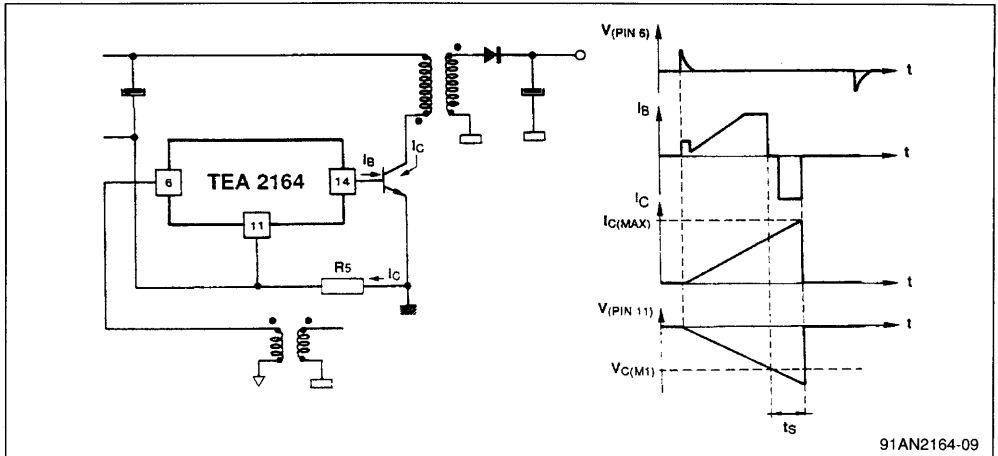 V(PIN 6)
t
IB
t
IC
IC(MAX)
t
V(PIN 11)
t
VC(M1)
tS
IB
IC
6
TEA 2164
14
11
R5
IC
91AN2164-09